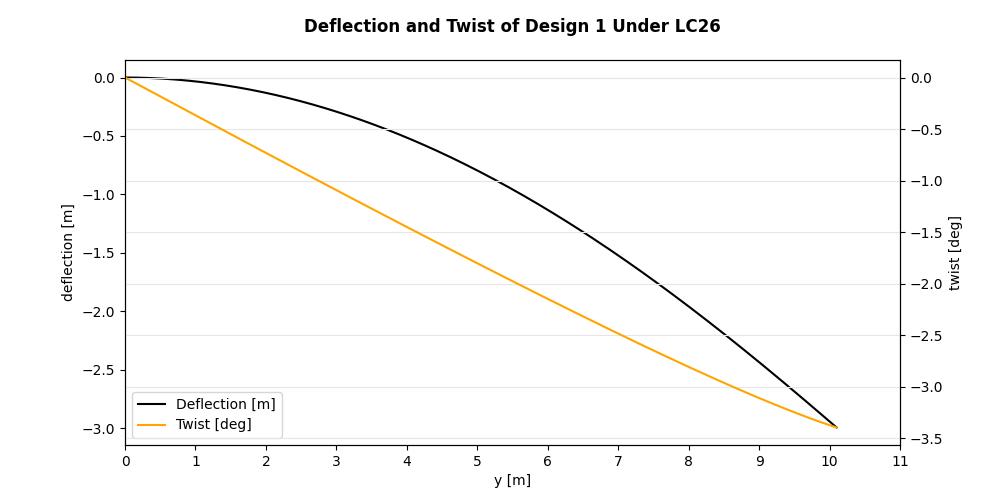 Deflection and Twist of Design 1 Under LC26
deflection [m]
0.0
−0.5
−1.0
−1.5
−2.0
−2.5
−3.0
0.0
−0.5
−1.0
−1.5
−2.0
−2.5
−3.0
−3.5
twist [deg]
Deflection [m]
Twist [deg]
0 1 2 3 4 5 6 7 8 9 10 11
y [m]